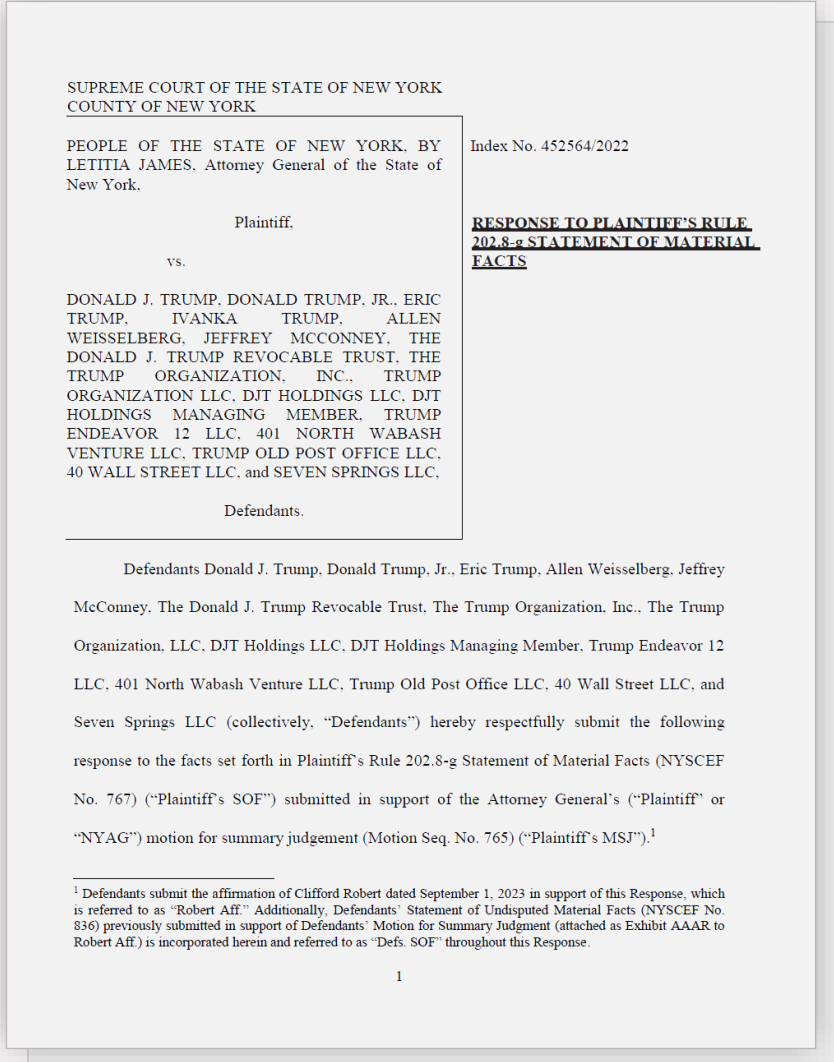 SUPREME COURT OF THE STATE OF NEW YORK
COUNTY OF NEW YORK
PEOPLE OF THE STATE OF NEW YORK, BY
LETITIA JAMES, Attorney General of the State of
New York,
Plaintiff,
vs.
DONALD J. TRUMP, DONALD TRUMP, JR., ERIC
TRUMP, IVANKA TRUMP, ALLEN
WEISSELBERG, JEFFREY MCCONNEY, THE
DONALD J. TRUMP REVOCABLE TRUST, THE
TRUMP ORGANIZATION, INC., TRUMP
ORGANIZATION LLC, DJT HOLDINGS LLC, DJT
HOLDINGS MANAGING MEMBER, TRUMP
ENDEAVOR 12 LLC, 401 NORTH WABASH
VENTURE LLC, TRUMP OLD POST OFFICE LLC,
40 WALL STREET LLC, and SEVEN SPRINGS LLC,
Defendants.
Index No. 452564/2022
RESPONSE TO PLAINTIFF'S RULE
202.8-g STATEMENT OF MATERIAL
FACTS
Defendants Donald J. Trump, Donald Trump, Jr., Eric Trump, Allen Weisselberg, Jeffrey
McConney, The Donald J. Trump Revocable Trust, The Trump Organization, Inc., The Trump
Organization, LLC, DJT Holdings LLC, DJT Holdings Managing Member, Trump Endeavor 12
LLC, 401 North Wabash Venture LLC, Trump Old Post Office LLC, 40 Wall Street LLC, and
Seven Springs LLC (collectively, “Defendants”) hereby respectfully submit the following
response to the facts set forth in Plaintiff's Rule 202.8-g Statement of Material Facts (NYSCEF
No. 767) (“Plaintiff's SOF”) submitted in support of the Attorney General's (“Plaintiff” or
“NYAG”) motion for summary judgement (Motion Seq. No. 765) (“Plaintiff's MSJ”).1
1 Defendants submit the affirmation of Clifford Robert dated September 1, 2023 in support of this Response, which
is referred to as “Robert Aff.” Additionally, Defendants' Statement of Undisputed Material Facts (NYSCEF No.
836) previously submitted in support of Defendants' Motion for Summary Judgment (attached as Exhibit AAAR to
Robert Aff.) is incorporated herein and referred to as “Defs. SOF” throughout this Response.
1